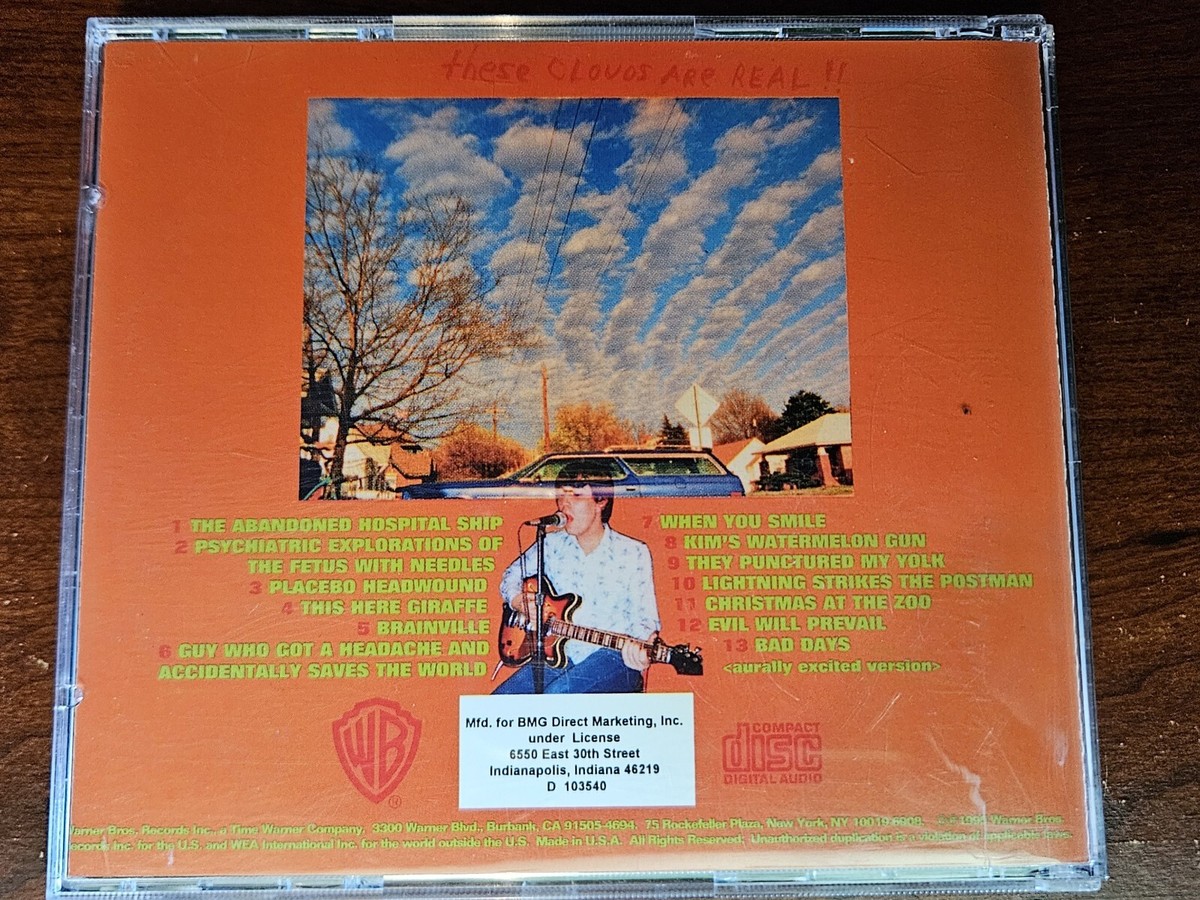 these CLOUDS ARe REAL !!
1 THE ABANDONED HOSPITAL SHIP
2 PSYCHIATRIC EXPLORATIONS OF
THE FETUS WITH NEEDLES
3 PLACEBO HEADWOUND
4 THIS HERE GIRAFFE
5 BRAINVILLE
6 GUY WHO GOT A HEADACHE AND
ACCIDENTALLY SAVES THE WORLD
7 WHEN YOU SMILE
8 KIM'S WATERMELON GUN
9 THEY PUNCTURED MY YOLK
10 LIGHTNING STRIKES THE POSTMAN
11 CHRISTMAS AT THE ZOO
12 EVIL WILL PREVAIL
13 BAD DAYS
<aurally excited version>
WB
®
Mfd. for BMG Direct Marketing, Inc.
under License
6550 East 30th Street
Indianapolis, Indiana 46219
D 103540
COMPACT
disc
DIGITAL AUDIO
Warner Bros. Records Inc., a Time Warner Company. 3300 Warner Blvd., Burbank, CA 91505-4694. 75 Rockefeller Plaza, New York, NY 10019-6908. Warner Bros.
Records Inc. for the U.S. and WEA International Inc. for the world outside the U.S. Made in U.S.A. All Rights Reserved. Unauthorized duplication is a violation of applicable laws.